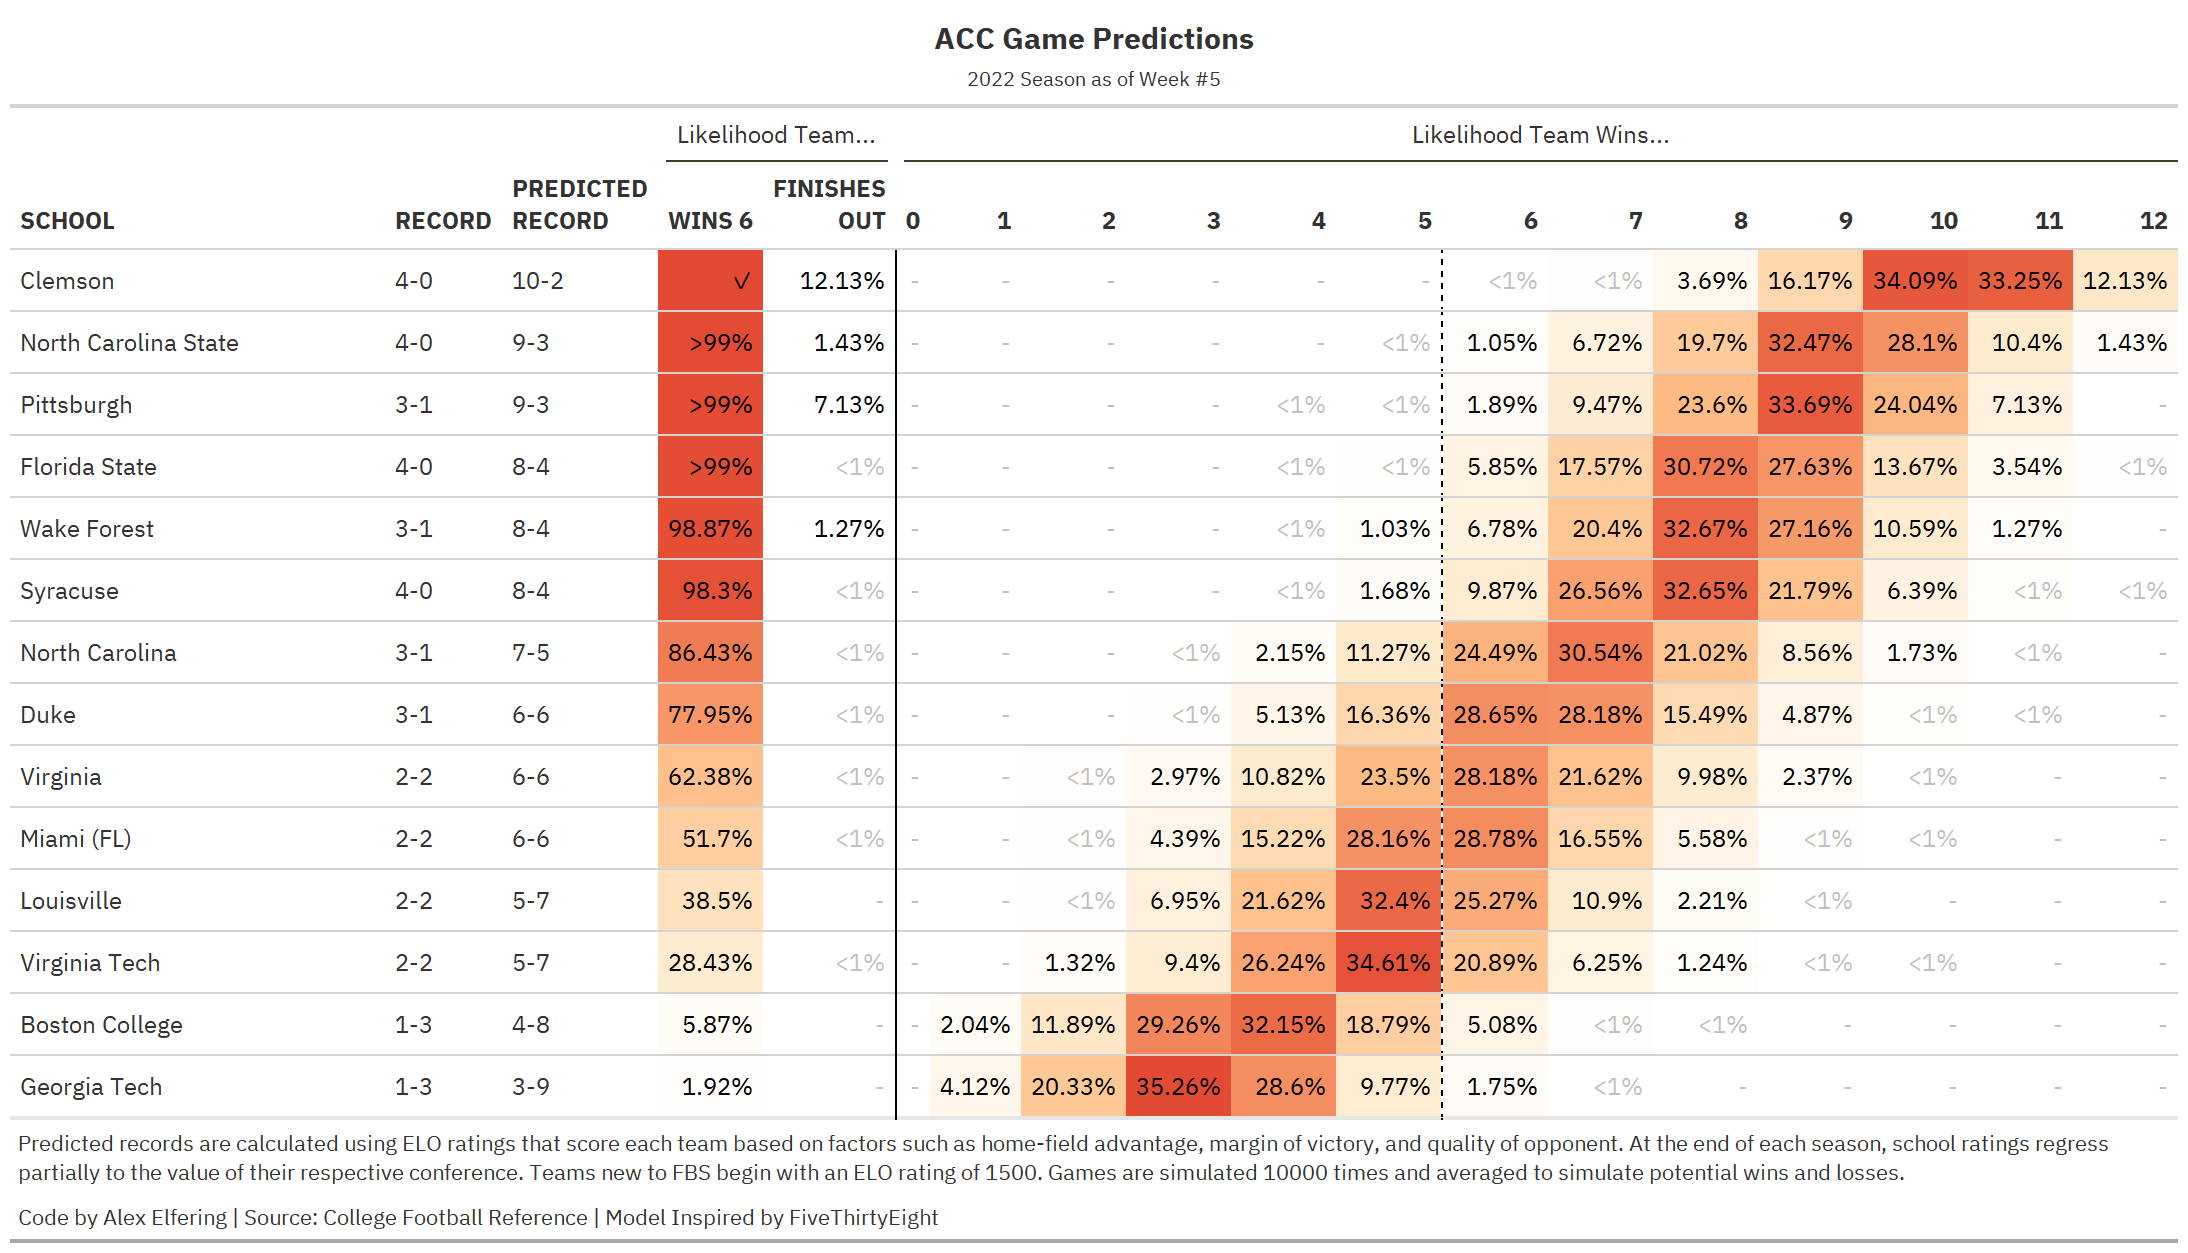 ACC Game Predictions
2022 Season as of Week #5
Likelihood Team... Likelihood Team Wins...
SCHOOL RECORD PREDICTED RECORD WINS 6 FINISHES OUT 0 1 2 3 4 5 6 7 8 9 10 11 12
Clemson 4-0 10-2 ✓ 12.13% - - - - - - <1% <1% 3.69% 16.17% 34.09% 33.25% 12.13%
North Carolina State 4-0 9-3 >99% 1.43% - - - - - <1% 1.05% 6.72% 19.7% 32.47% 28.1% 10.4% 1.43%
Pittsburgh 3-1 9-3 >99% 7.13% - - - - <1% <1% 1.89% 9.47% 23.6% 33.69% 24.04% 7.13% -
Florida State 4-0 8-4 >99% <1% - - - - <1% <1% 5.85% 17.57% 30.72% 27.63% 13.67% 3.54% <1%
Wake Forest 3-1 8-4 98.87% 1.27% - - - - <1% 1.03% 6.78% 20.4% 32.67% 27.16% 10.59% 1.27% -
Syracuse 4-0 8-4 98.3% <1% - - - - <1% 1.68% 9.87% 26.56% 32.65% 21.79% 6.39% <1% <1%
North Carolina 3-1 7-5 86.43% <1% - - - <1% 2.15% 11.27% 24.49% 30.54% 21.02% 8.56% 1.73% <1% -
Duke 3-1 6-6 77.95% <1% - - - <1% 5.13% 16.36% 28.65% 28.18% 15.49% 4.87% <1% <1% -
Virginia 2-2 6-6 62.38% <1% - - <1% 2.97% 10.82% 23.5% 28.18% 21.62% 9.98% 2.37% <1% - -
Miami (FL) 2-2 6-6 51.7% <1% - - <1% 4.39% 15.22% 28.16% 28.78% 16.55% 5.58% <1% <1% - -
Louisville 2-2 5-7 38.5% - - - <1% 6.95% 21.62% 32.4% 25.27% 10.9% 2.21% <1% - - -
Virginia Tech 2-2 5-7 28.43% <1% - - 1.32% 9.4% 26.24% 34.61% 20.89% 6.25% 1.24% <1% <1% - -
Boston College 1-3 4-8 5.87% - - 2.04% 11.89% 29.26% 32.15% 18.79% 5.08% <1% <1% - - - -
Georgia Tech 1-3 3-9 1.92% - - 4.12% 20.33% 35.26% 28.6% 9.77% 1.75% <1% - - - - -
Predicted records are calculated using ELO ratings that score each team based on factors such as home-field advantage, margin of victory, and quality of opponent. At the end of each season, school ratings regress
partially to the value of their respective conference. Teams new to FBS begin with an ELO rating of 1500. Games are simulated 10000 times and averaged to simulate potential wins and losses.
Code by Alex Elfering | Source: College Football Reference | Model Inspired by FiveThirtyEight